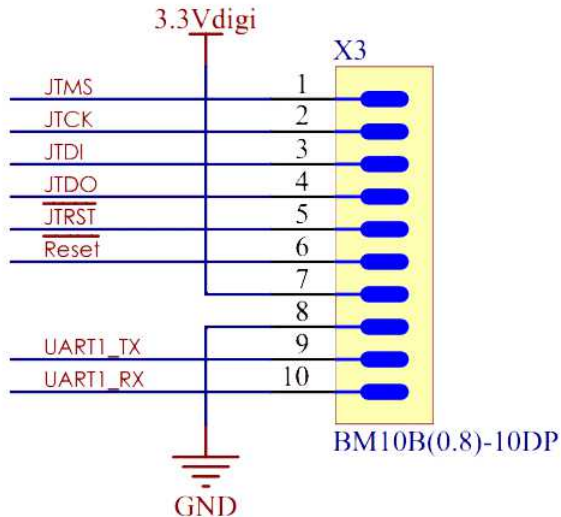 3.3Vdigi
X3
JTMS 1
JTCK 2
JTDI 3
JTDO 4
JTRST 5
Reset 6
7
8
UART1_TX 9
UART1_RX 10
BM10B(0.8)-10DP
GND